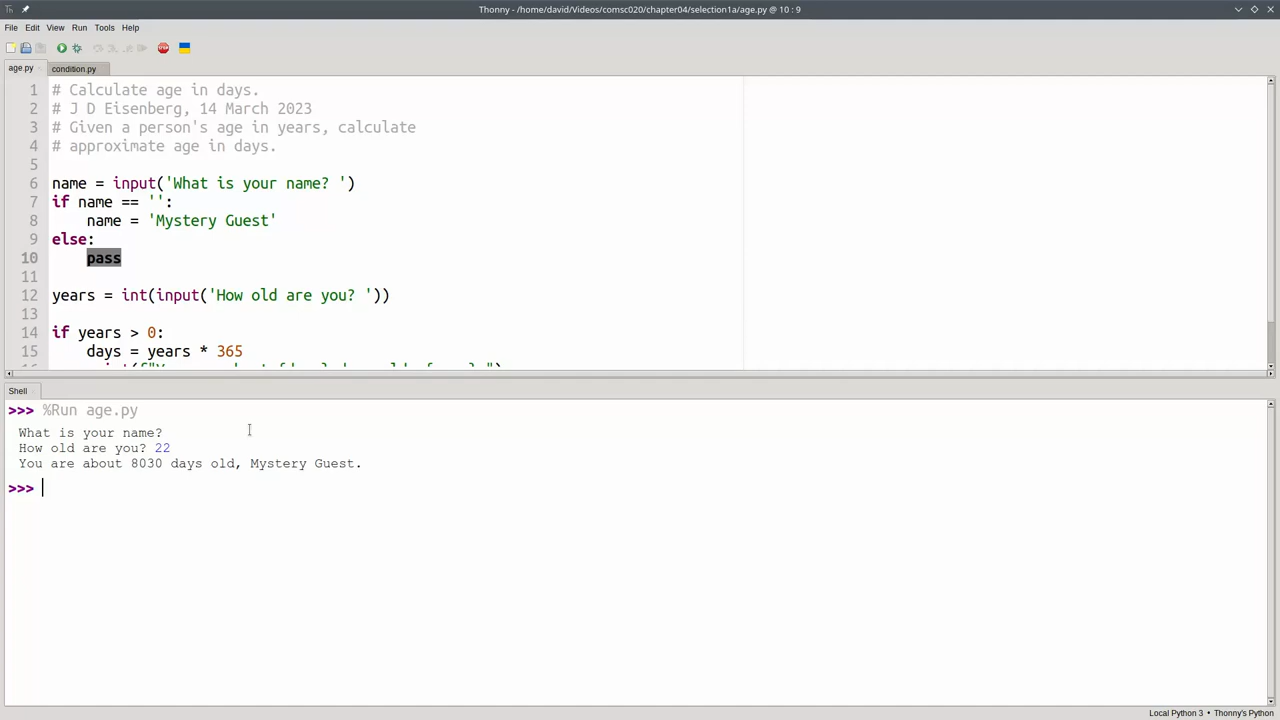 Thonny - /home/david/Videos/comsc020/chapter04/selection1a/age.py @ 10 : 9
File Edit View Run Tools Help
age.py condition.py
1 # Calculate age in days.
2 # J D Eisenberg, 14 March 2023
3 # Given a person's age in years, calculate
4 # approximate age in days.
5
6 name = input('What is your name? ')
7 if name == '':
8 name = 'Mystery Guest'
9 else:
10 pass
11
12 years = int(input('How old are you? '))
13
14 if years > 0:
15 days = years * 365
Shell
>>> %Run age.py
What is your name?
How old are you? 22
You are about 8030 days old, Mystery Guest.
>>>
Local Python 3 • Thonny's Python